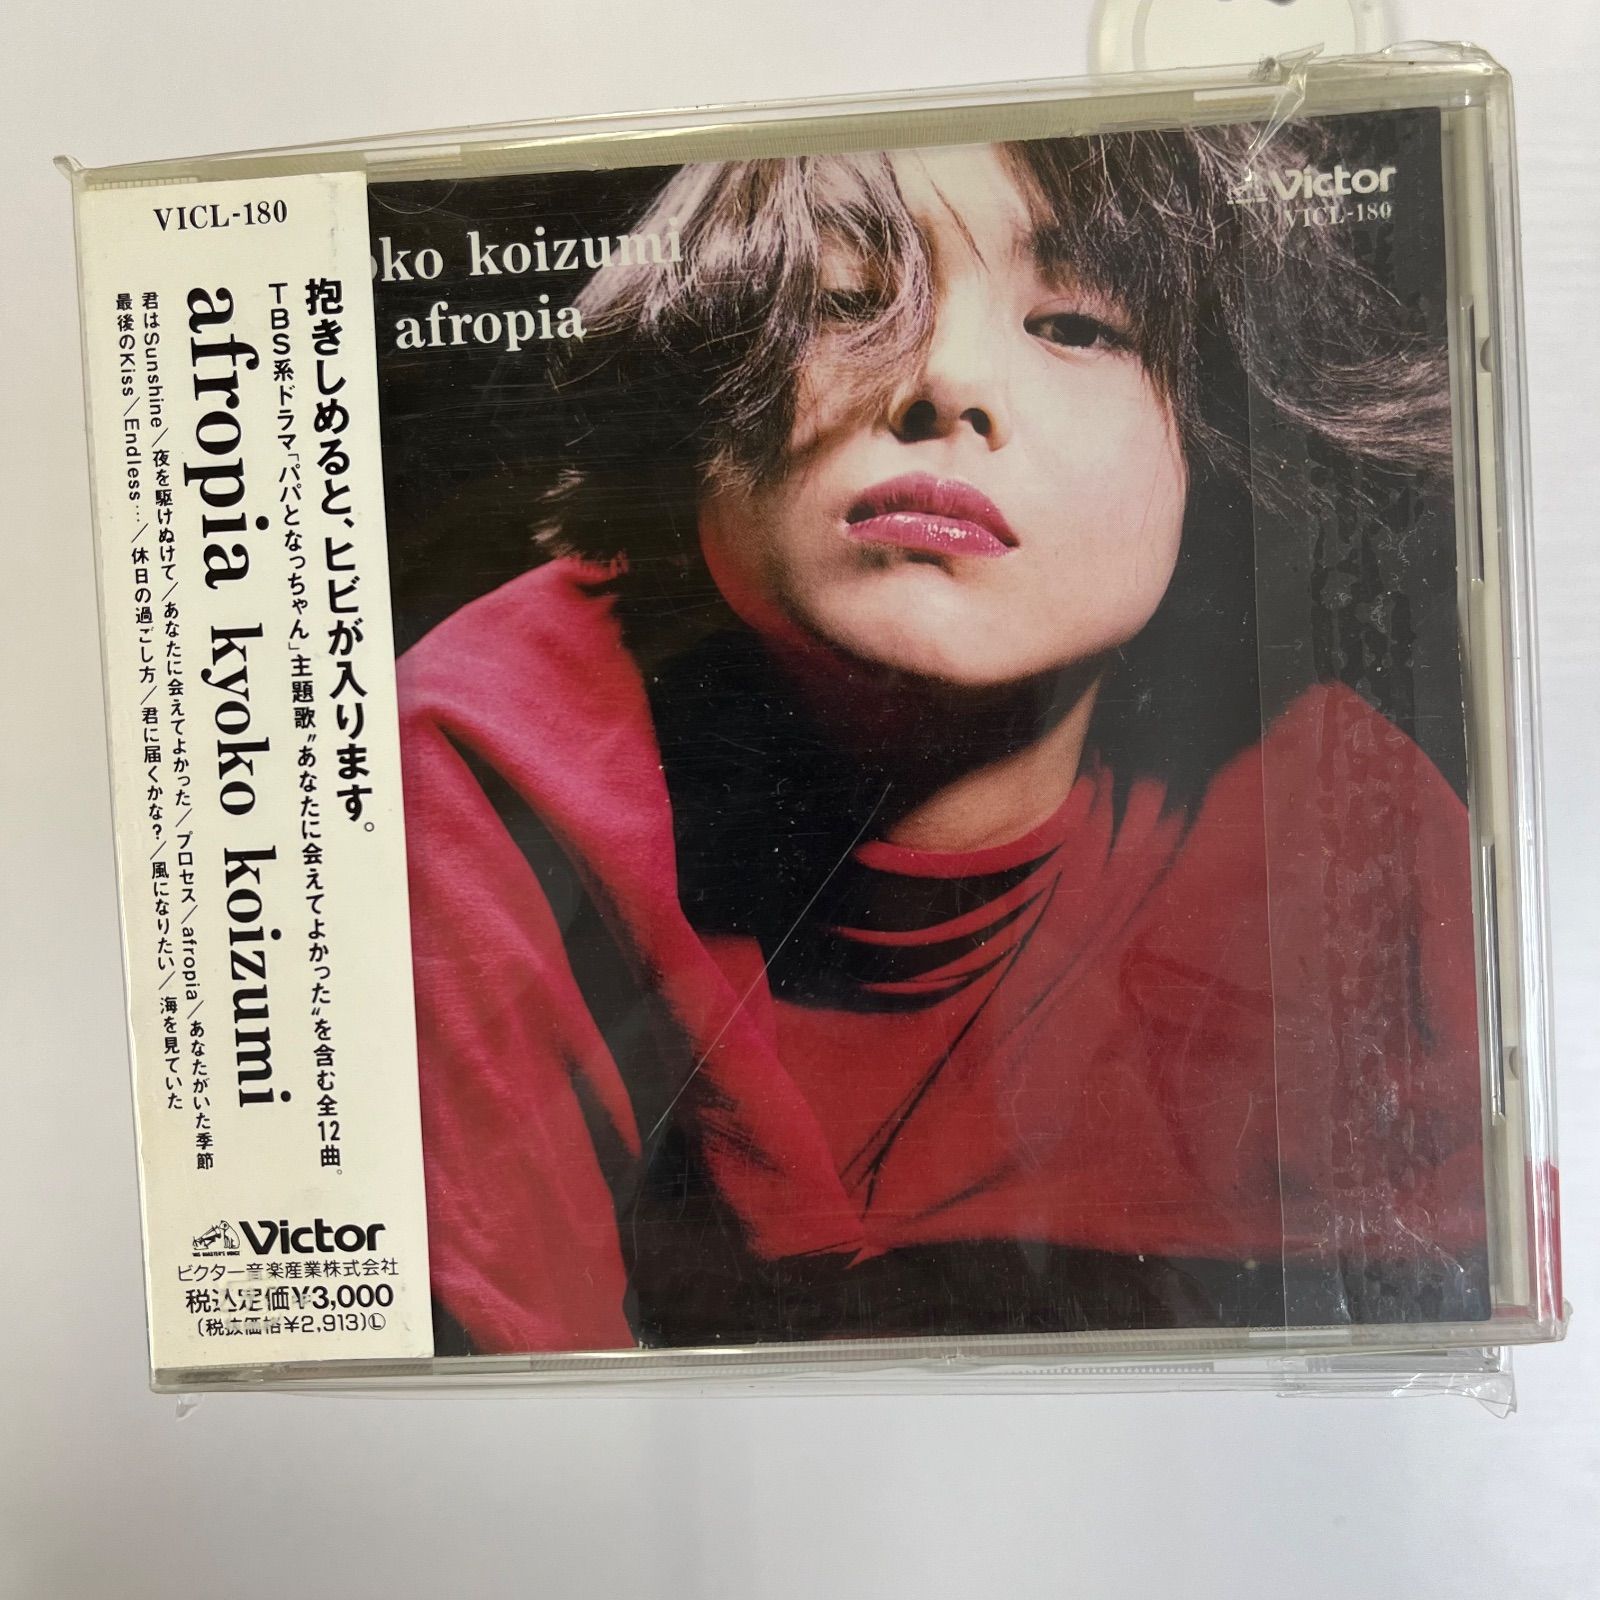 VICL-180
抱きしめると、ヒビが入ります。
TBS系ドラマ「パパとなっちゃん」主題歌〝あなたに会えてよかった〟を含む全12曲。
afropia kyoko koizumi
君はSunshine/夜を駆けぬけて/あなたに会えてよかった/プロセス/afropia/あなたがいた季節
最後のKiss/Endless…/休日の過ごし方/君に届くかな?/風になりたい/海を見ていた
HIS MASTER'S VOICE
Victor
ビクター音楽産業株式会社
税込定価¥3,000
(税抜価格¥2,913)Ⓛ
oko koizumi
afropia
Victor
VICL-180